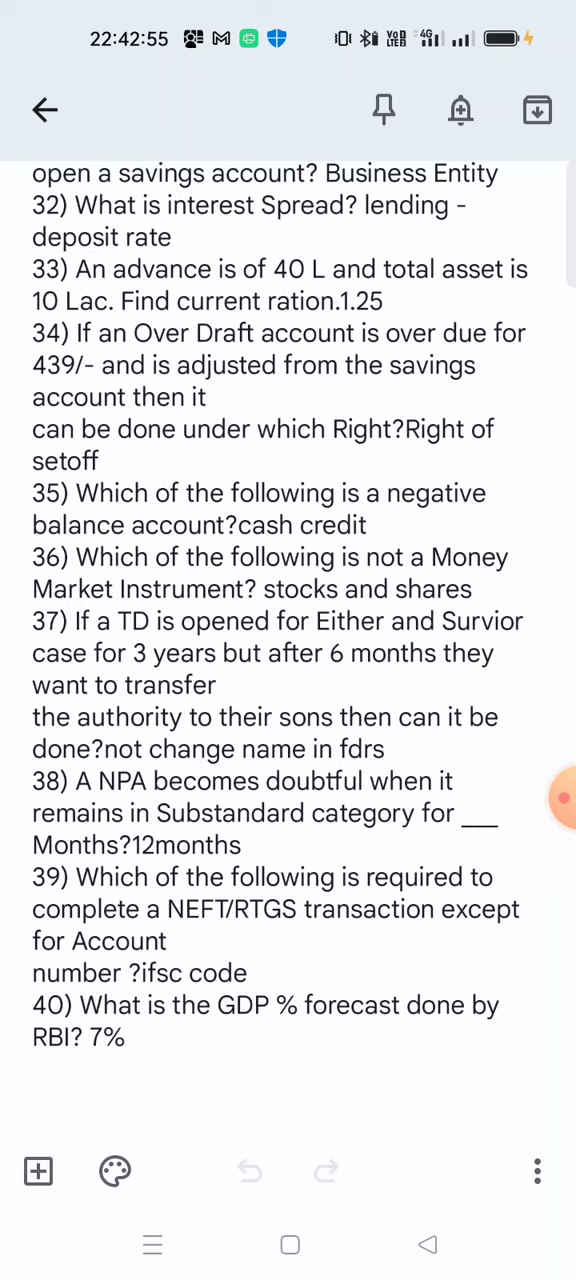 22:42:55
VoD
LTE
4G
open a savings account? Business Entity
32) What is interest Spread? lending -
deposit rate
33) An advance is of 40 L and total asset is
10 Lac. Find current ration.1.25
34) If an Over Draft account is over due for
439/- and is adjusted from the savings
account then it
can be done under which Right?Right of
setoff
35) Which of the following is a negative
balance account?cash credit
36) Which of the following is not a Money
Market Instrument? stocks and shares
37) If a TD is opened for Either and Survior
case for 3 years but after 6 months they
want to transfer
the authority to their sons then can it be
done?not change name in fdrs
38) A NPA becomes doubtful when it
remains in Substandard category for ___
Months?12months
39) Which of the following is required to
complete a NEFT/RTGS transaction except
for Account
number ?ifsc code
40) What is the GDP % forecast done by
RBI? 7%